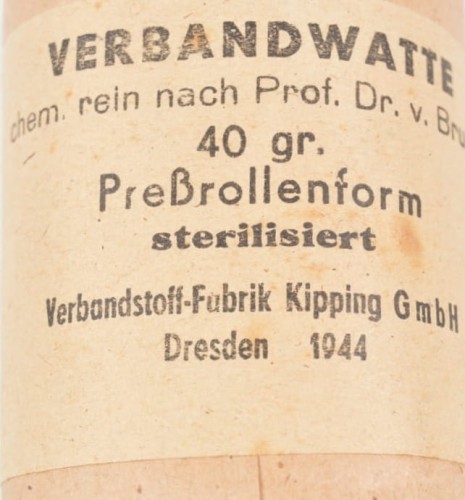 VERBANDWATTE
chem. rein nach Prof. Dr. v.
40 gr.
Preßrollenform
sterilisiert
Verbandstoff-Fabrik Kipping GmbH
Dresden 1944